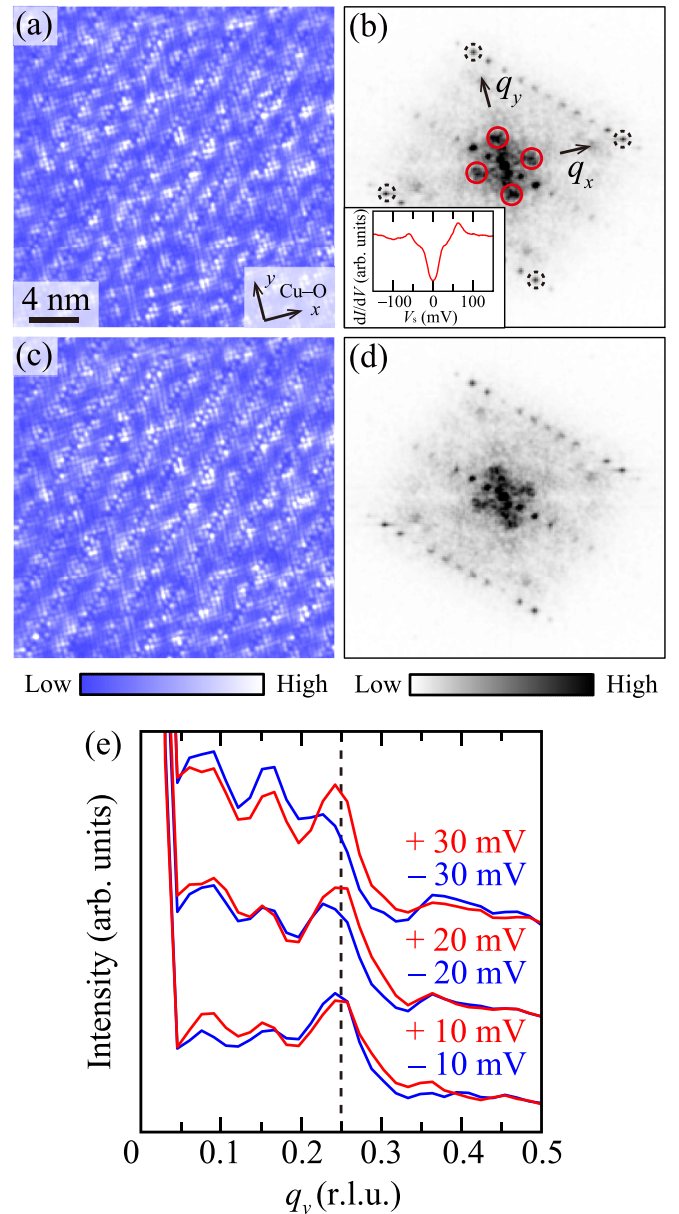 (a)
4 nm
y
Cu–O
x
(b)
q_y
q_x
dI/dV (arb. units)
−100 0 100
V_s (mV)
(c)
(d)
Low High
Low High
(e)
Intensity (arb. units)
+ 30 mV
− 30 mV
+ 20 mV
− 20 mV
+ 10 mV
− 10 mV
0 0.1 0.2 0.3 0.4 0.5
q_y (r.l.u.)